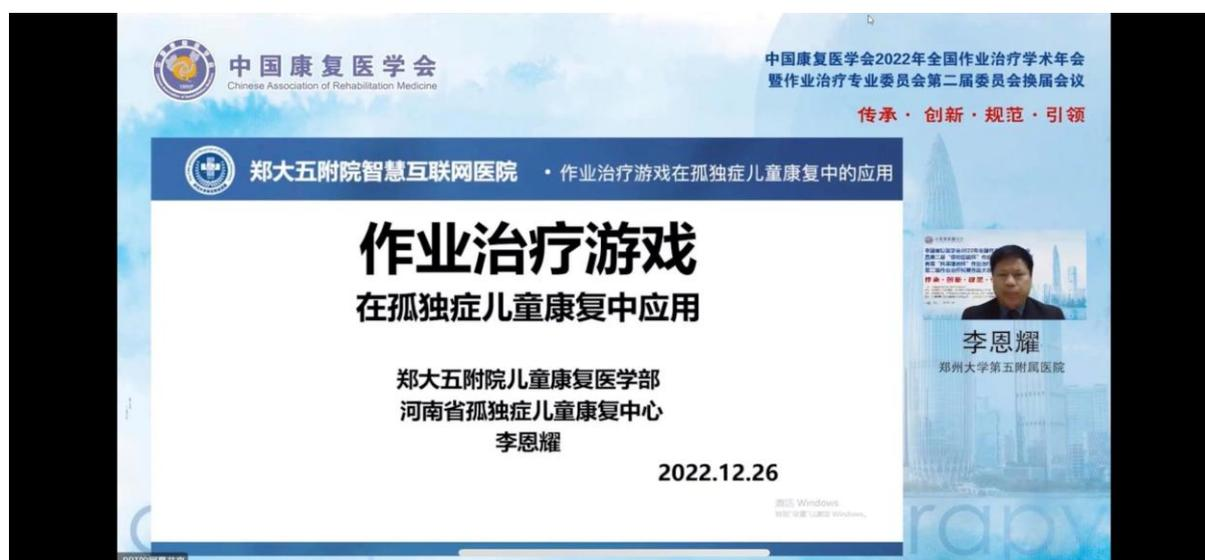 中国康复医学会
Chinese Association of Rehabilitation Medicine
中国康复医学会2022年全国作业治疗学术年会
暨作业治疗专业委员会第二届委员会换届会议
传承·创新·规范·引领
郑大五附院智慧互联网医院 ·作业治疗游戏在孤独症儿童康复中的应用
作业治疗游戏
在孤独症儿童康复中应用
郑大五附院儿童康复医学部
河南省孤独症儿童康复中心
李恩耀
2022.12.26
激活 Windows
转到"设置"以激活 Windows。
李恩耀
郑州大学第五附属医院